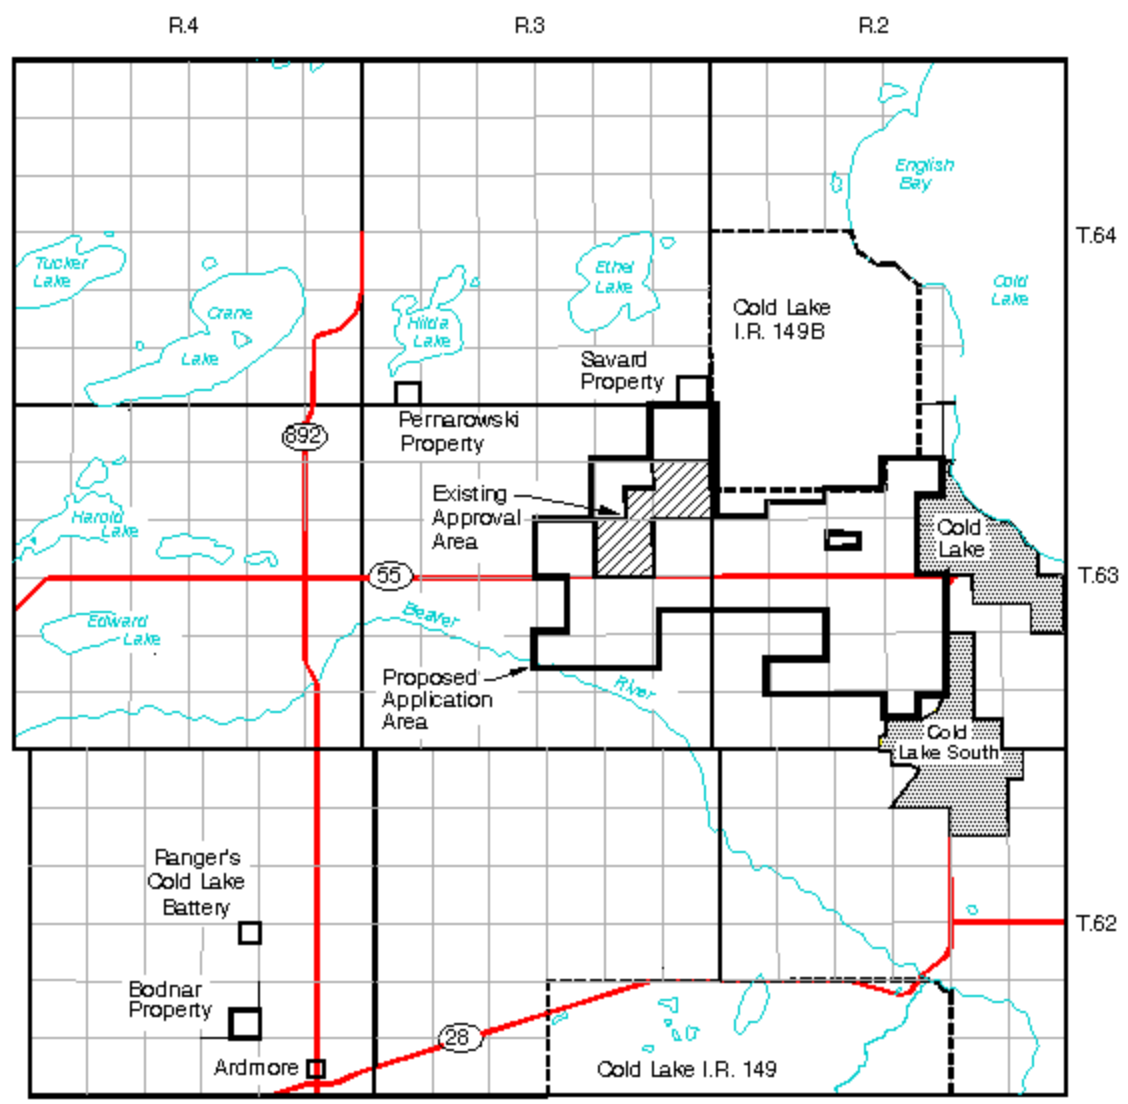 R.4
R.3
R.2
English
Bay
T.64
Tucker
Lake
Ethel
Lake
Cold
Lake
Crane
Lake
Hilda
Lake
Cold Lake
I.R. 149B
Savard
Property
Pernarowski
Property
892
Existing
Approval
Area
Harold
Lake
Cold
Lake
55
T.63
Beaver
Edward
Lake
Proposed
Application
Area
River
Cold
Lake South
Ranger's
Cold Lake
Battery
T.62
Bodnar
Property
28
Ardmore
Cold Lake I.R. 149